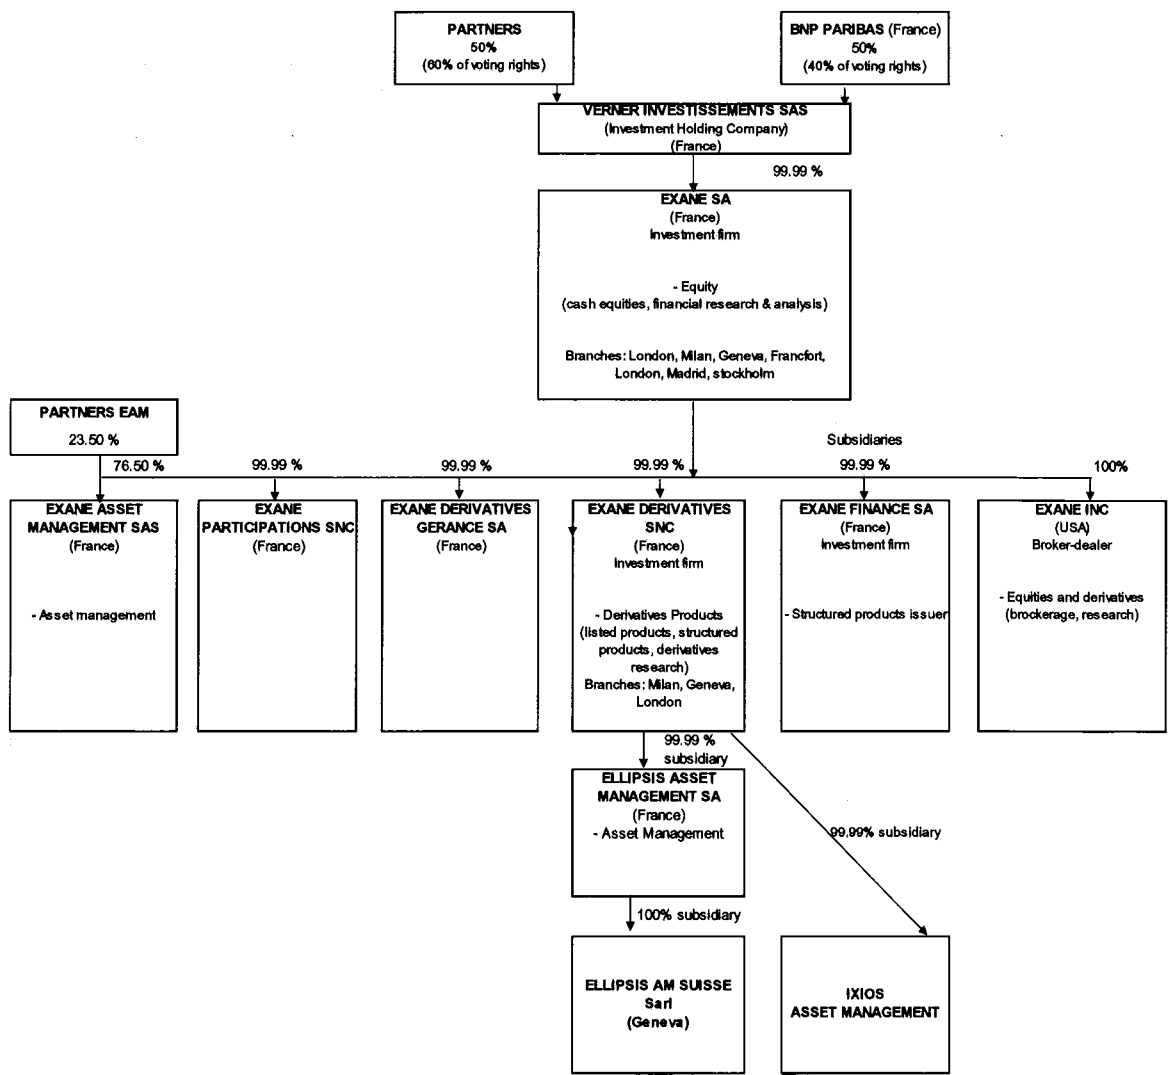 PARTNERS
50%
(60% of voting rights)
BNP PARIBAS (France)
50%
(40% of voting rights)
VERNER INVESTISSEMENTS SAS
(Investment Holding Company)
(France)
99.99 %
EXANE SA
(France)
Investment firm
- Equity
(cash equities, financial research & analysis)
Branches: London, Milan, Geneva, Francfort,
London, Madrid, stockholm
PARTNERS EAM
23.50 %
Subsidiaries
76.50 %
99.99 %
99.99 %
99.99 %
99.99 %
100%
EXANE ASSET
MANAGEMENT SAS
(France)
- Asset management
EXANE
PARTICIPATIONS SNC
(France)
EXANE DERIVATIVES
GERANCE SA
(France)
EXANE DERIVATIVES
SNC
(France)
Investment firm
- Derivatives Products
(listed products, structured
products, derivatives
research)
Branches: Milan, Geneva,
London
EXANE FINANCE SA
(France)
Investment firm
- Structured products issuer
EXANE INC
(USA)
Broker-dealer
- Equities and derivatives
(brokerage, research)
99.99 %
subsidiary
ELLIPSIS ASSET
MANAGEMENT SA
(France)
- Asset Management
99.99% subsidiary
100% subsidiary
ELLIPSIS AM SUISSE
Sarl
(Geneva)
IXIOS
ASSET MANAGEMENT